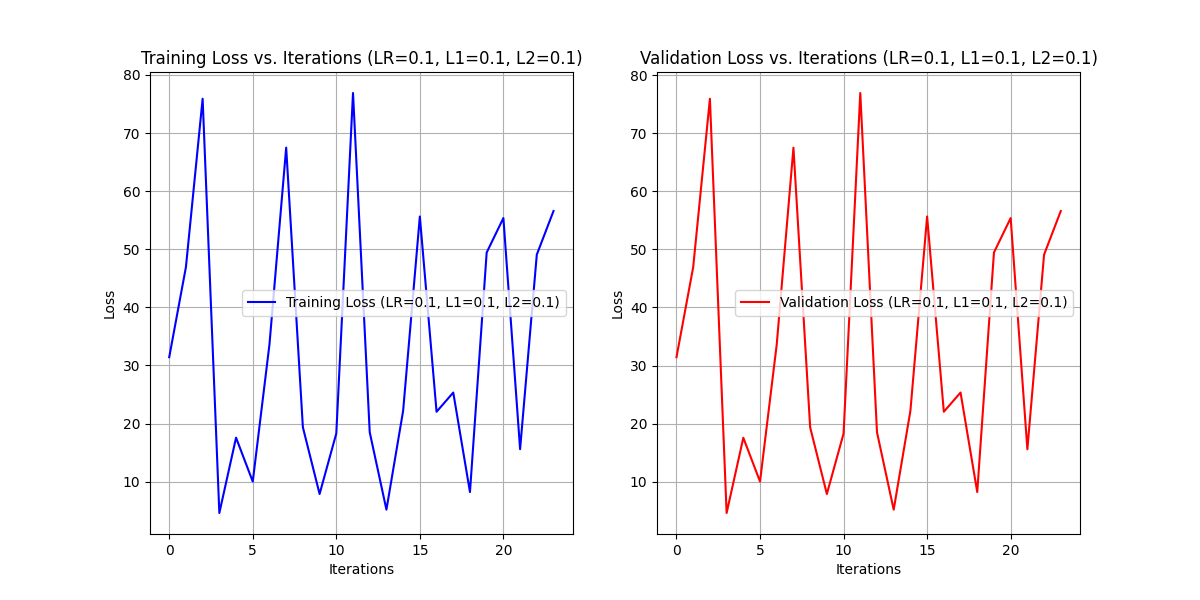 Training Loss vs. Iterations (LR=0.1, L1=0.1, L2=0.1)
80
70
60
50
40
30
20
10
Loss
Training Loss (LR=0.1, L1=0.1, L2=0.1)
0 5 10 15 20
Iterations
Validation Loss vs. Iterations (LR=0.1, L1=0.1, L2=0.1)
80
70
60
50
40
30
20
10
Loss
Validation Loss (LR=0.1, L1=0.1, L2=0.1)
0 5 10 15 20
Iterations